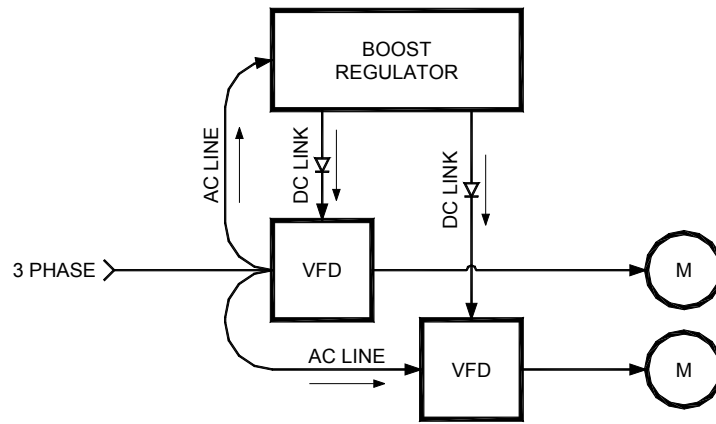 BOOST
REGULATOR
AC LINE
DC LINK
DC LINK
3 PHASE
VFD
M
AC LINE
VFD
M